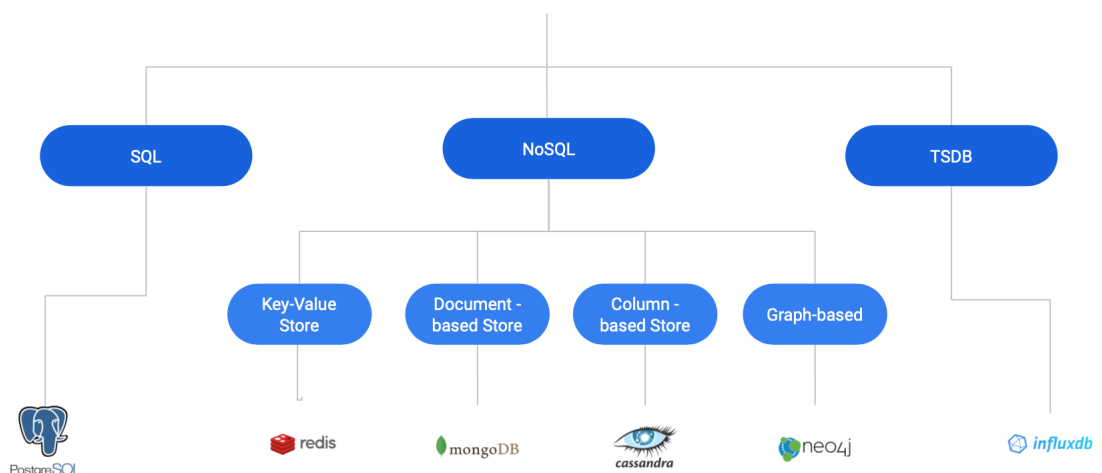 SQL
NoSQL
TSDB
Key-Value
Store
Document -
based Store
Column -
based Store
Graph-based
PostgreSQL
redis
mongoDB
cassandra
neo4j
influxdb